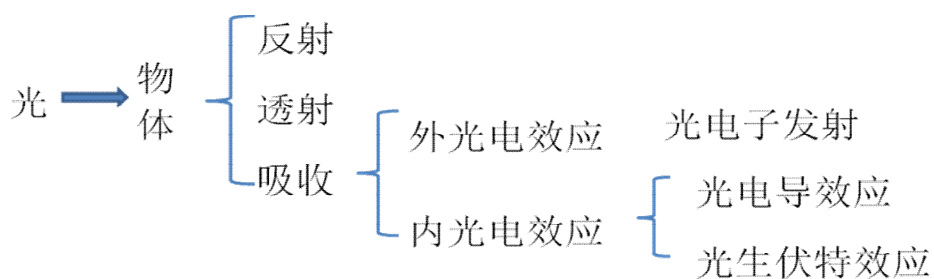 光
物
体
反射
透射
吸收
外光电效应
光电子发射
内光电效应
光电导效应
光生伏特效应